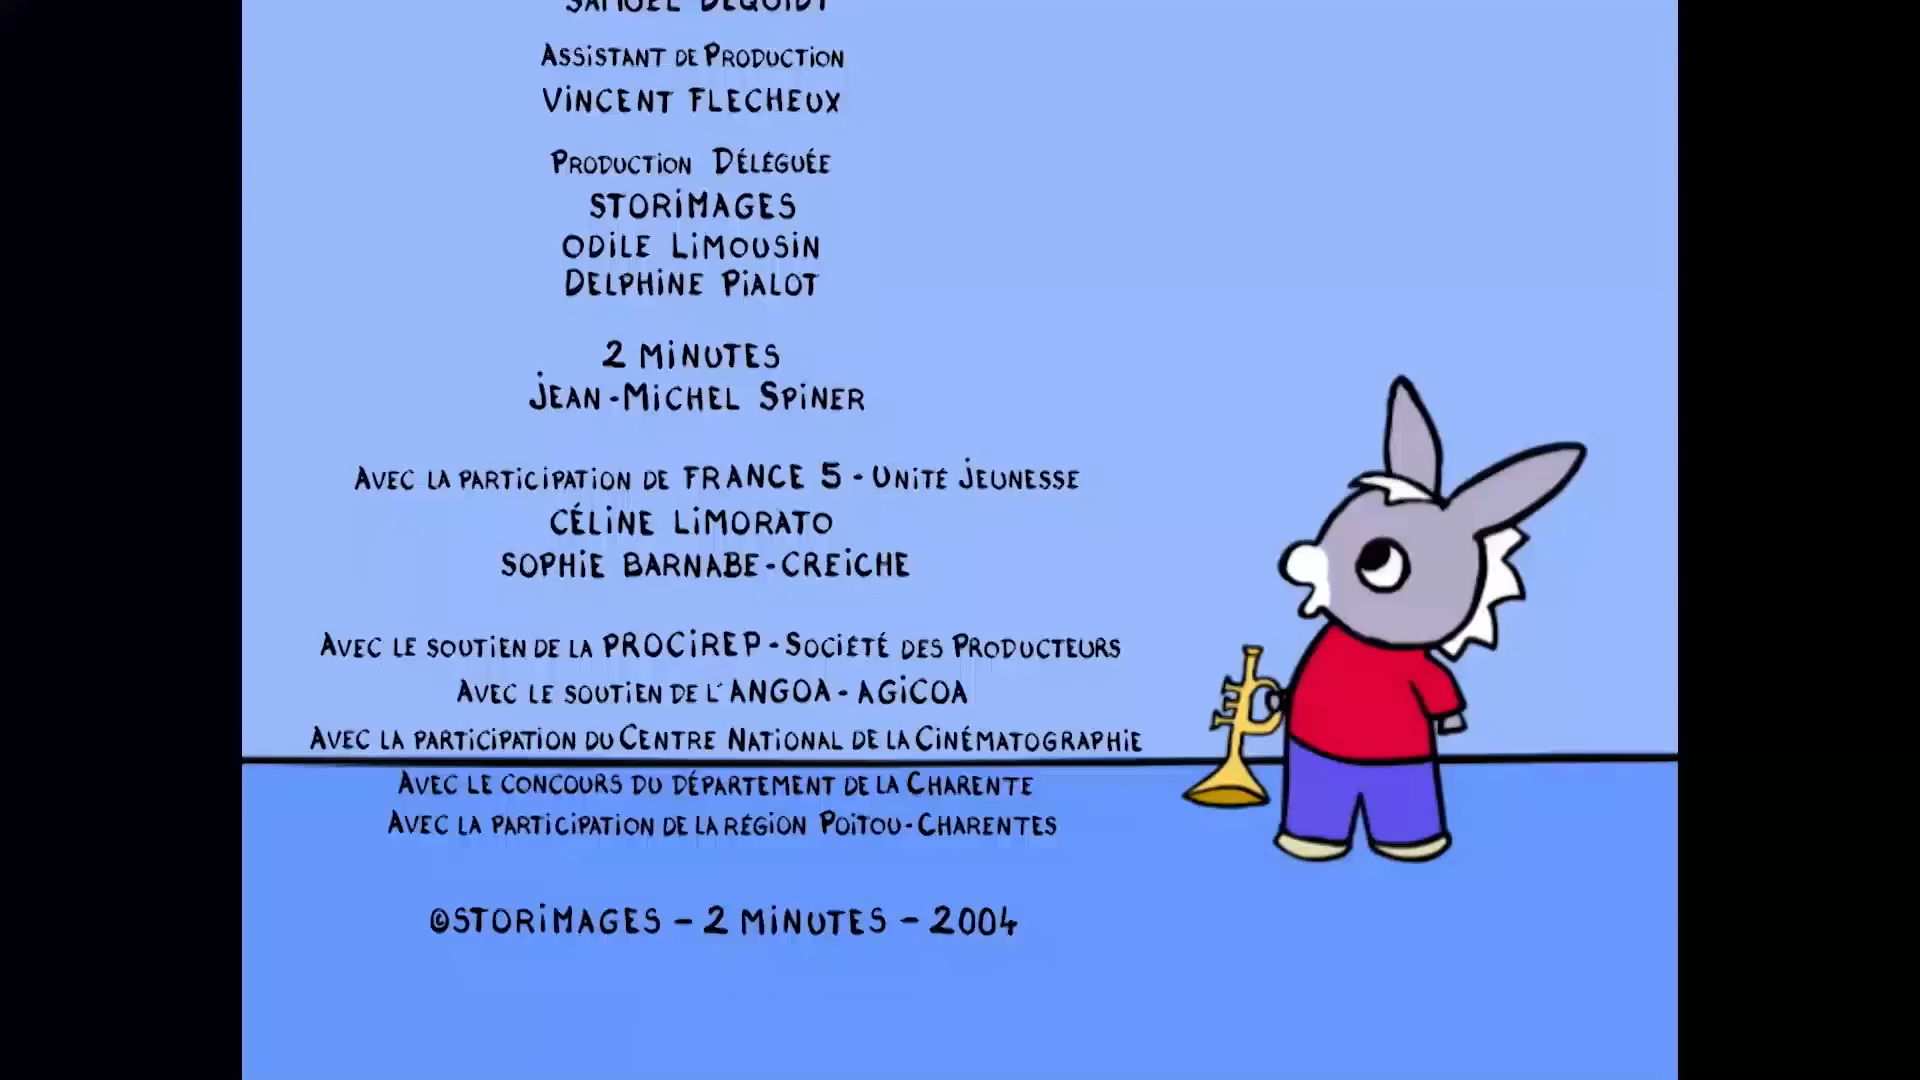 SAMUEL DEQUIDT
ASSiSTANT DE PRODUCTiON
ViNCENT FLECHEUX
PRODUCTiON DÉLÉGUÉE
STORiMAGES
ODiLE LiMOUSiN
DELPHiNE PiALOT
2 MiNUTES
JEAN-MiCHEL SPiNER
AVEC LA PARTiCiPATiON DE FRANCE 5 - UNiTÉ JEUNESSE
CÉLiNE LiMORATO
SOPHiE BARNABE-CREiCHE
AVEC LE SOUTiEN DE LA PROCiREP - SOCiÉTÉ DES PRODUCTEURS
AVEC LE SOUTiEN DE L'ANGOA - AGiCOA
AVEC LA PARTiCiPATiON DU CENTRE NATiONAL DE LA CiNÉMATOGRAPHiE
AVEC LE CONCOURS DU DÉPARTEMENT DE LA CHARENTE
AVEC LA PARTiCiPATiON DE LA RÉGiON POiTOU-CHARENTES
©STORiMAGES - 2 MiNUTES - 2004